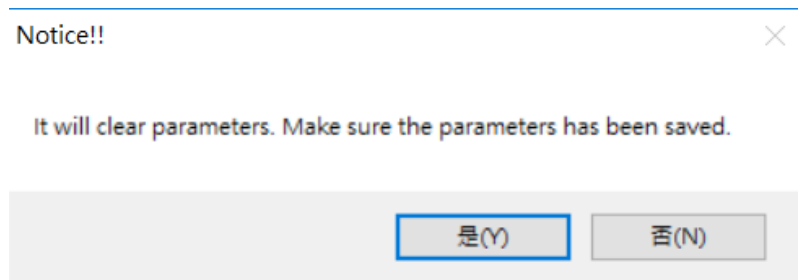 Notice!!
It will clear parameters. Make sure the parameters has been saved.
是(Y) 否(N)